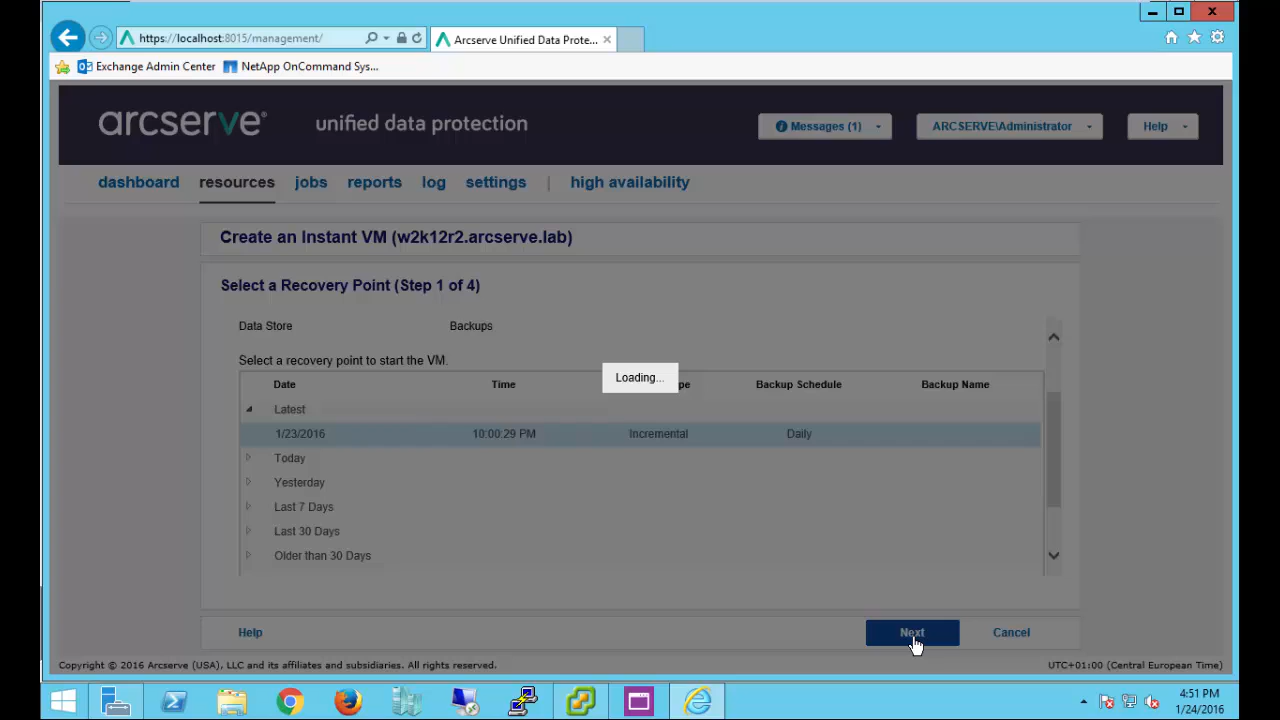 https://localhost:8015/management/
Arcserve Unified Data Prote...
Exchange Admin Center
NetApp OnCommand Sys...
arcserve® unified data protection
Messages (1)
ARCSERVE\Administrator
Help
dashboard resources jobs reports log settings | high availability
Create an Instant VM (w2k12r2.arcserve.lab)
Select a Recovery Point (Step 1 of 4)
Data Store Backups
Select a recovery point to start the VM.
Loading...
Date Time pe Backup Schedule Backup Name
Latest
1/23/2016 10:00:29 PM Incremental Daily
Today
Yesterday
Last 7 Days
Last 30 Days
Older than 30 Days
Help Next Cancel
Copyright © 2016 Arcserve (USA), LLC and its affiliates and subsidiaries. All rights reserved. UTC+01:00 (Central European Time)
4:51 PM
1/24/2016